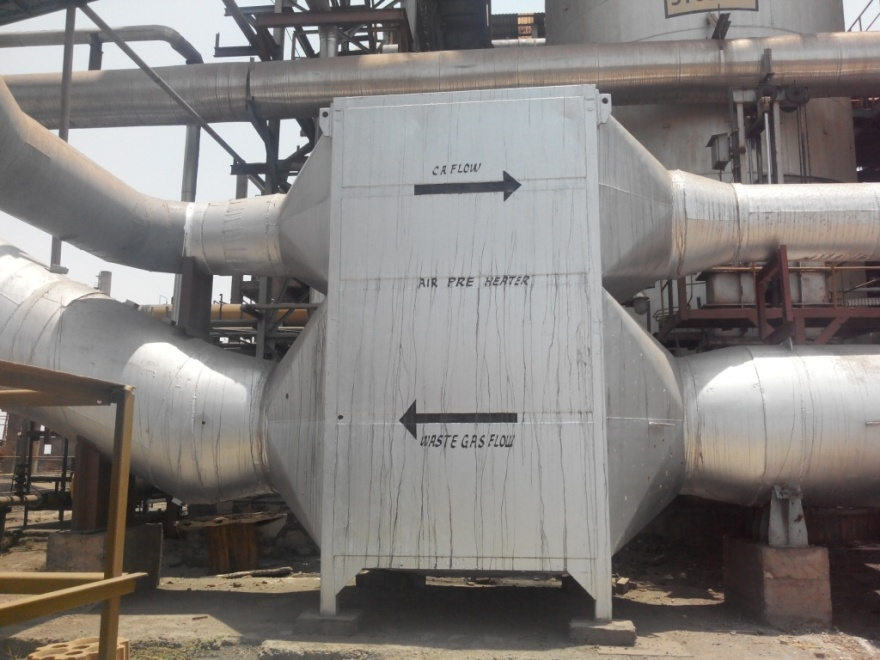 C.R FLOW
AIR PRE HEATER
WASTE GAS FLOW